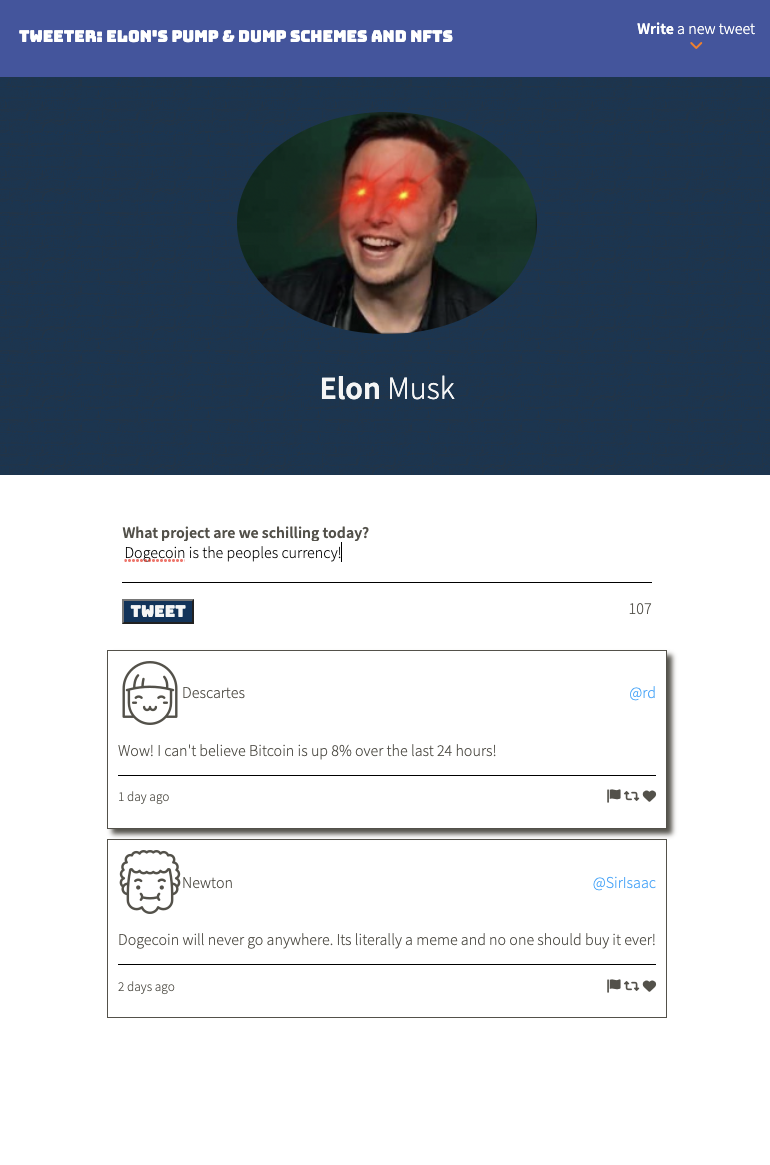 TWEETER: ELON'S PUMP & DUMP SCHEMES AND NFTS
Write a new tweet
Elon Musk
What project are we schilling today?
Dogecoin is the peoples currency!
TWEET 107
Descartes @rd
Wow! I can't believe Bitcoin is up 8% over the last 24 hours!
1 day ago
Newton @SirIsaac
Dogecoin will never go anywhere. Its literally a meme and no one should buy it ever!
2 days ago